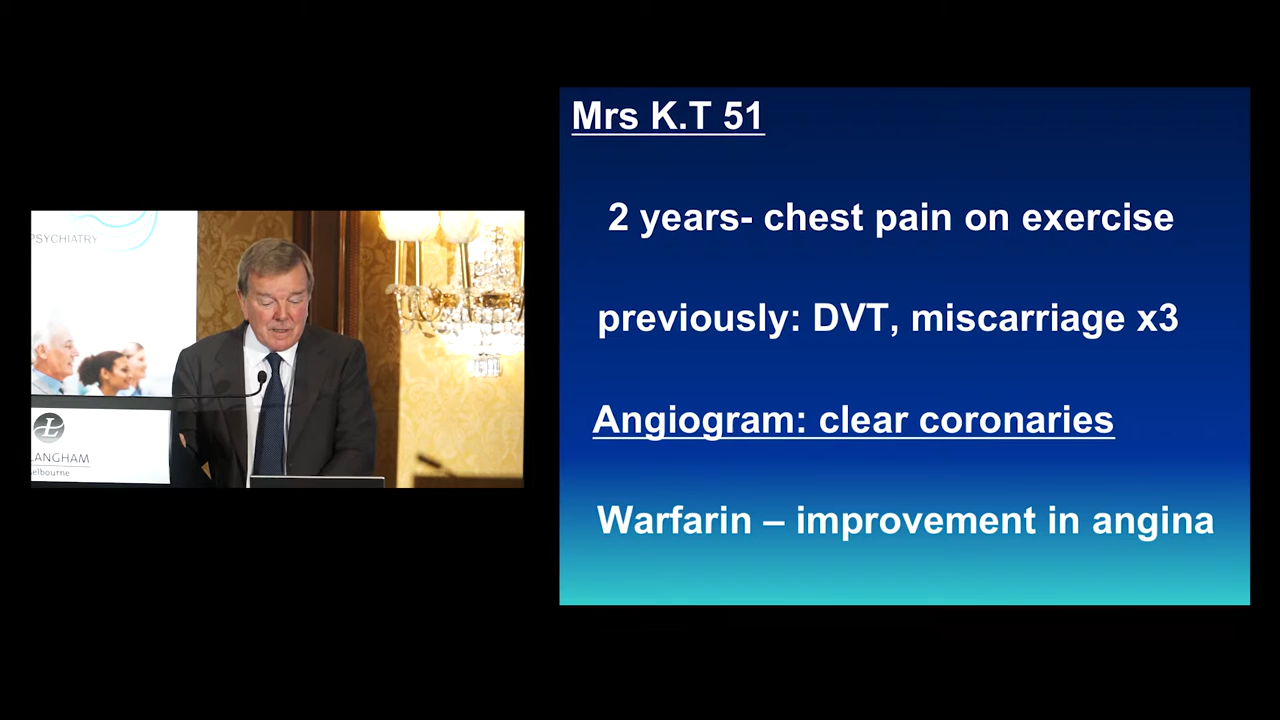 PSYCHIATRY
LANGHAM
elbourne
Mrs K.T 51
2 years- chest pain on exercise
previously: DVT, miscarriage x3
Angiogram: clear coronaries
Warfarin – improvement in angina